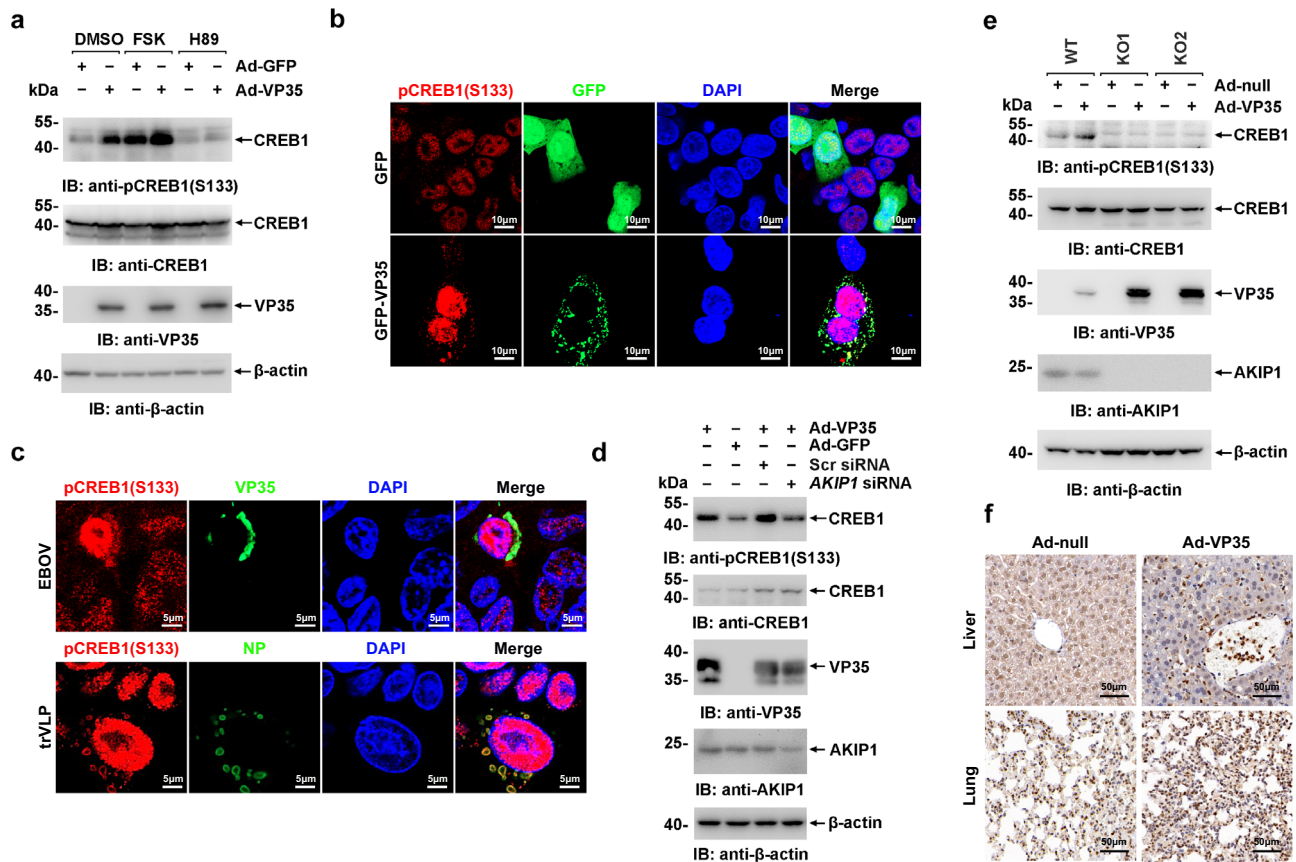 a
DMSO FSK H89
+ – + – + – Ad-GFP
kDa – + – + – + Ad-VP35
55-
40-
CREB1
IB: anti-pCREB1(S133)
55-
40-
CREB1
IB: anti-CREB1
40-
35-
VP35
IB: anti-VP35
40-
β-actin
IB: anti-β-actin
b
pCREB1(S133) GFP DAPI Merge
GFP
10μm 10μm 10μm 10μm
GFP-VP35
10μm 10μm 10μm 10μm
c
pCREB1(S133) VP35 DAPI Merge
EBOV
5μm 5μm 5μm 5μm
pCREB1(S133) NP DAPI Merge
trVLP
5μm 5μm 5μm 5μm
d
+ – + + Ad-VP35
– + – – Ad-GFP
– – + – Scr siRNA
kDa – – – + AKIP1 siRNA
55-
40-
CREB1
IB: anti-pCREB1(S133)
55-
40-
CREB1
IB: anti-CREB1
40-
35-
VP35
IB: anti-VP35
25-
AKIP1
IB: anti-AKIP1
40-
β-actin
IB: anti-β-actin
e
WT KO1 KO2
+ – + – + – Ad-null
kDa – + – + – + Ad-VP35
55-
40-
CREB1
IB: anti-pCREB1(S133)
55-
40-
CREB1
IB: anti-CREB1
40-
35-
VP35
IB: anti-VP35
25-
AKIP1
IB: anti-AKIP1
40-
β-actin
IB: anti-β-actin
f
Ad-null Ad-VP35
Liver
50μm 50μm
Lung
50μm 50μm